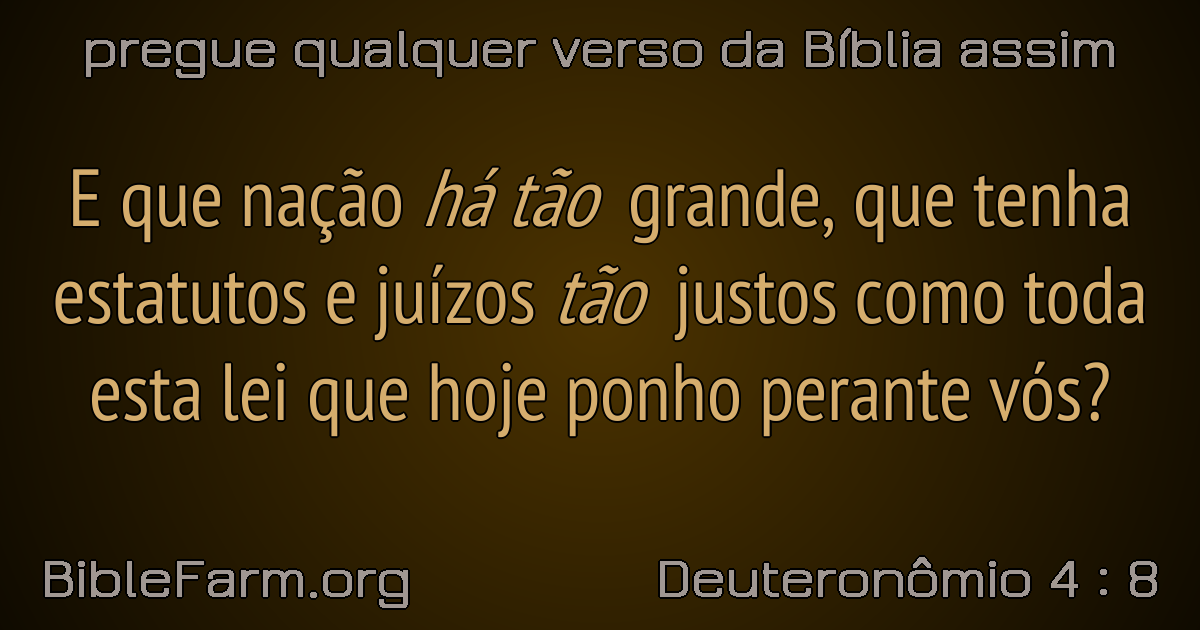 pregue qualquer verso da Bíblia assim
E que nação há tão grande, que tenha
estatutos e juízos tão justos como toda
esta lei que hoje ponho perante vós?
BibleFarm.org
Deuteronômio 4 : 8